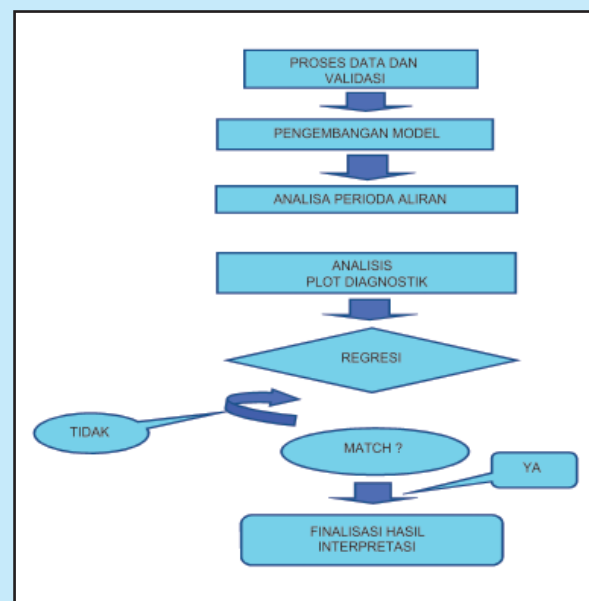 PROSES DATA DAN
VALIDASI
PENGEMBANGAN MODEL
ANALISA PERIODA ALIRAN
ANALISIS
PLOT DIAGNOSTIK
REGRESI
TIDAK
MATCH ?
YA
FINALISASI HASIL
INTERPRETASI